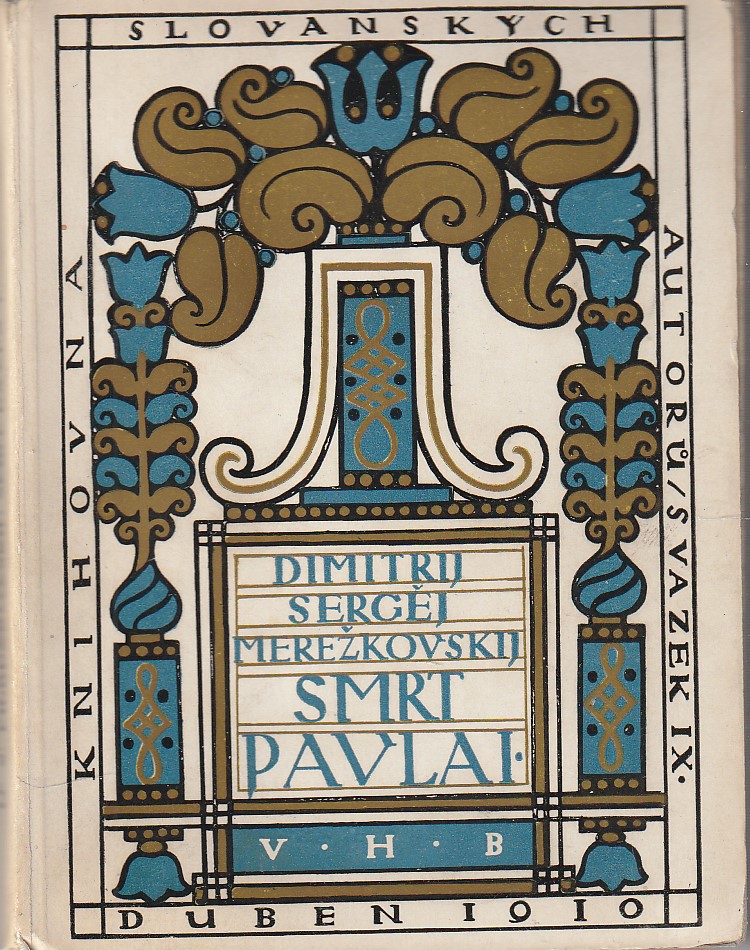 KNIHOVNA
SLOVANSKÝCH
AUTORŮ/SVAZEK IX.
DIMITRIJ
SERGĚJ
MEREŽKOVSKIJ
SMRT
PAVLA I.
V·H·B
DUBEN 1910